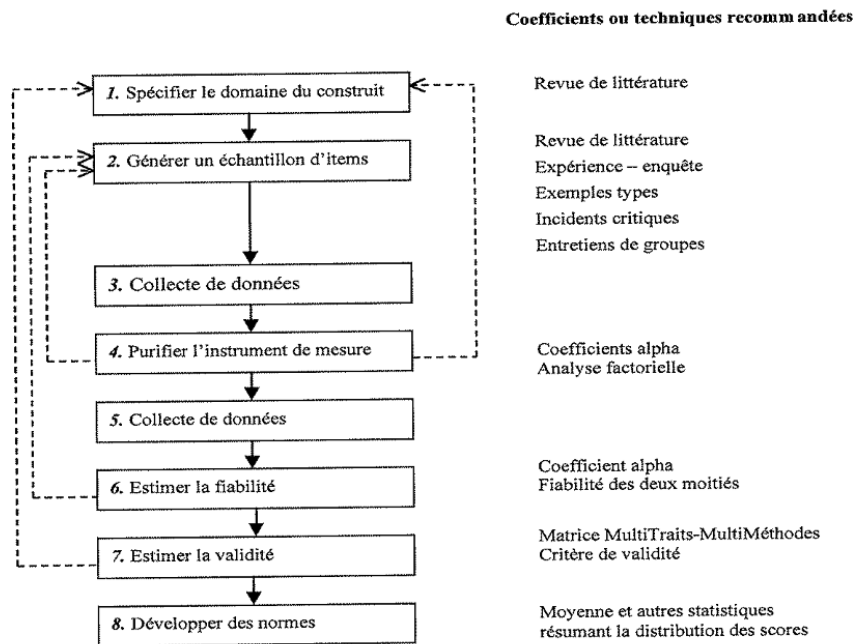 Coefficients ou techniques recommandées
1. Spécifier le domaine du construit
Revue de littérature
2. Générer un échantillon d'items
Revue de littérature
Expérience – enquête
Exemples types
Incidents critiques
Entretiens de groupes
3. Collecte de données
4. Purifier l'instrument de mesure
Coefficients alpha
Analyse factorielle
5. Collecte de données
6. Estimer la fiabilité
Coefficient alpha
Fiabilité des deux moitiés
7. Estimer la validité
Matrice MultiTraits-MultiMéthodes
Critère de validité
8. Développer des normes
Moyenne et autres statistiques
résumant la distribution des scores